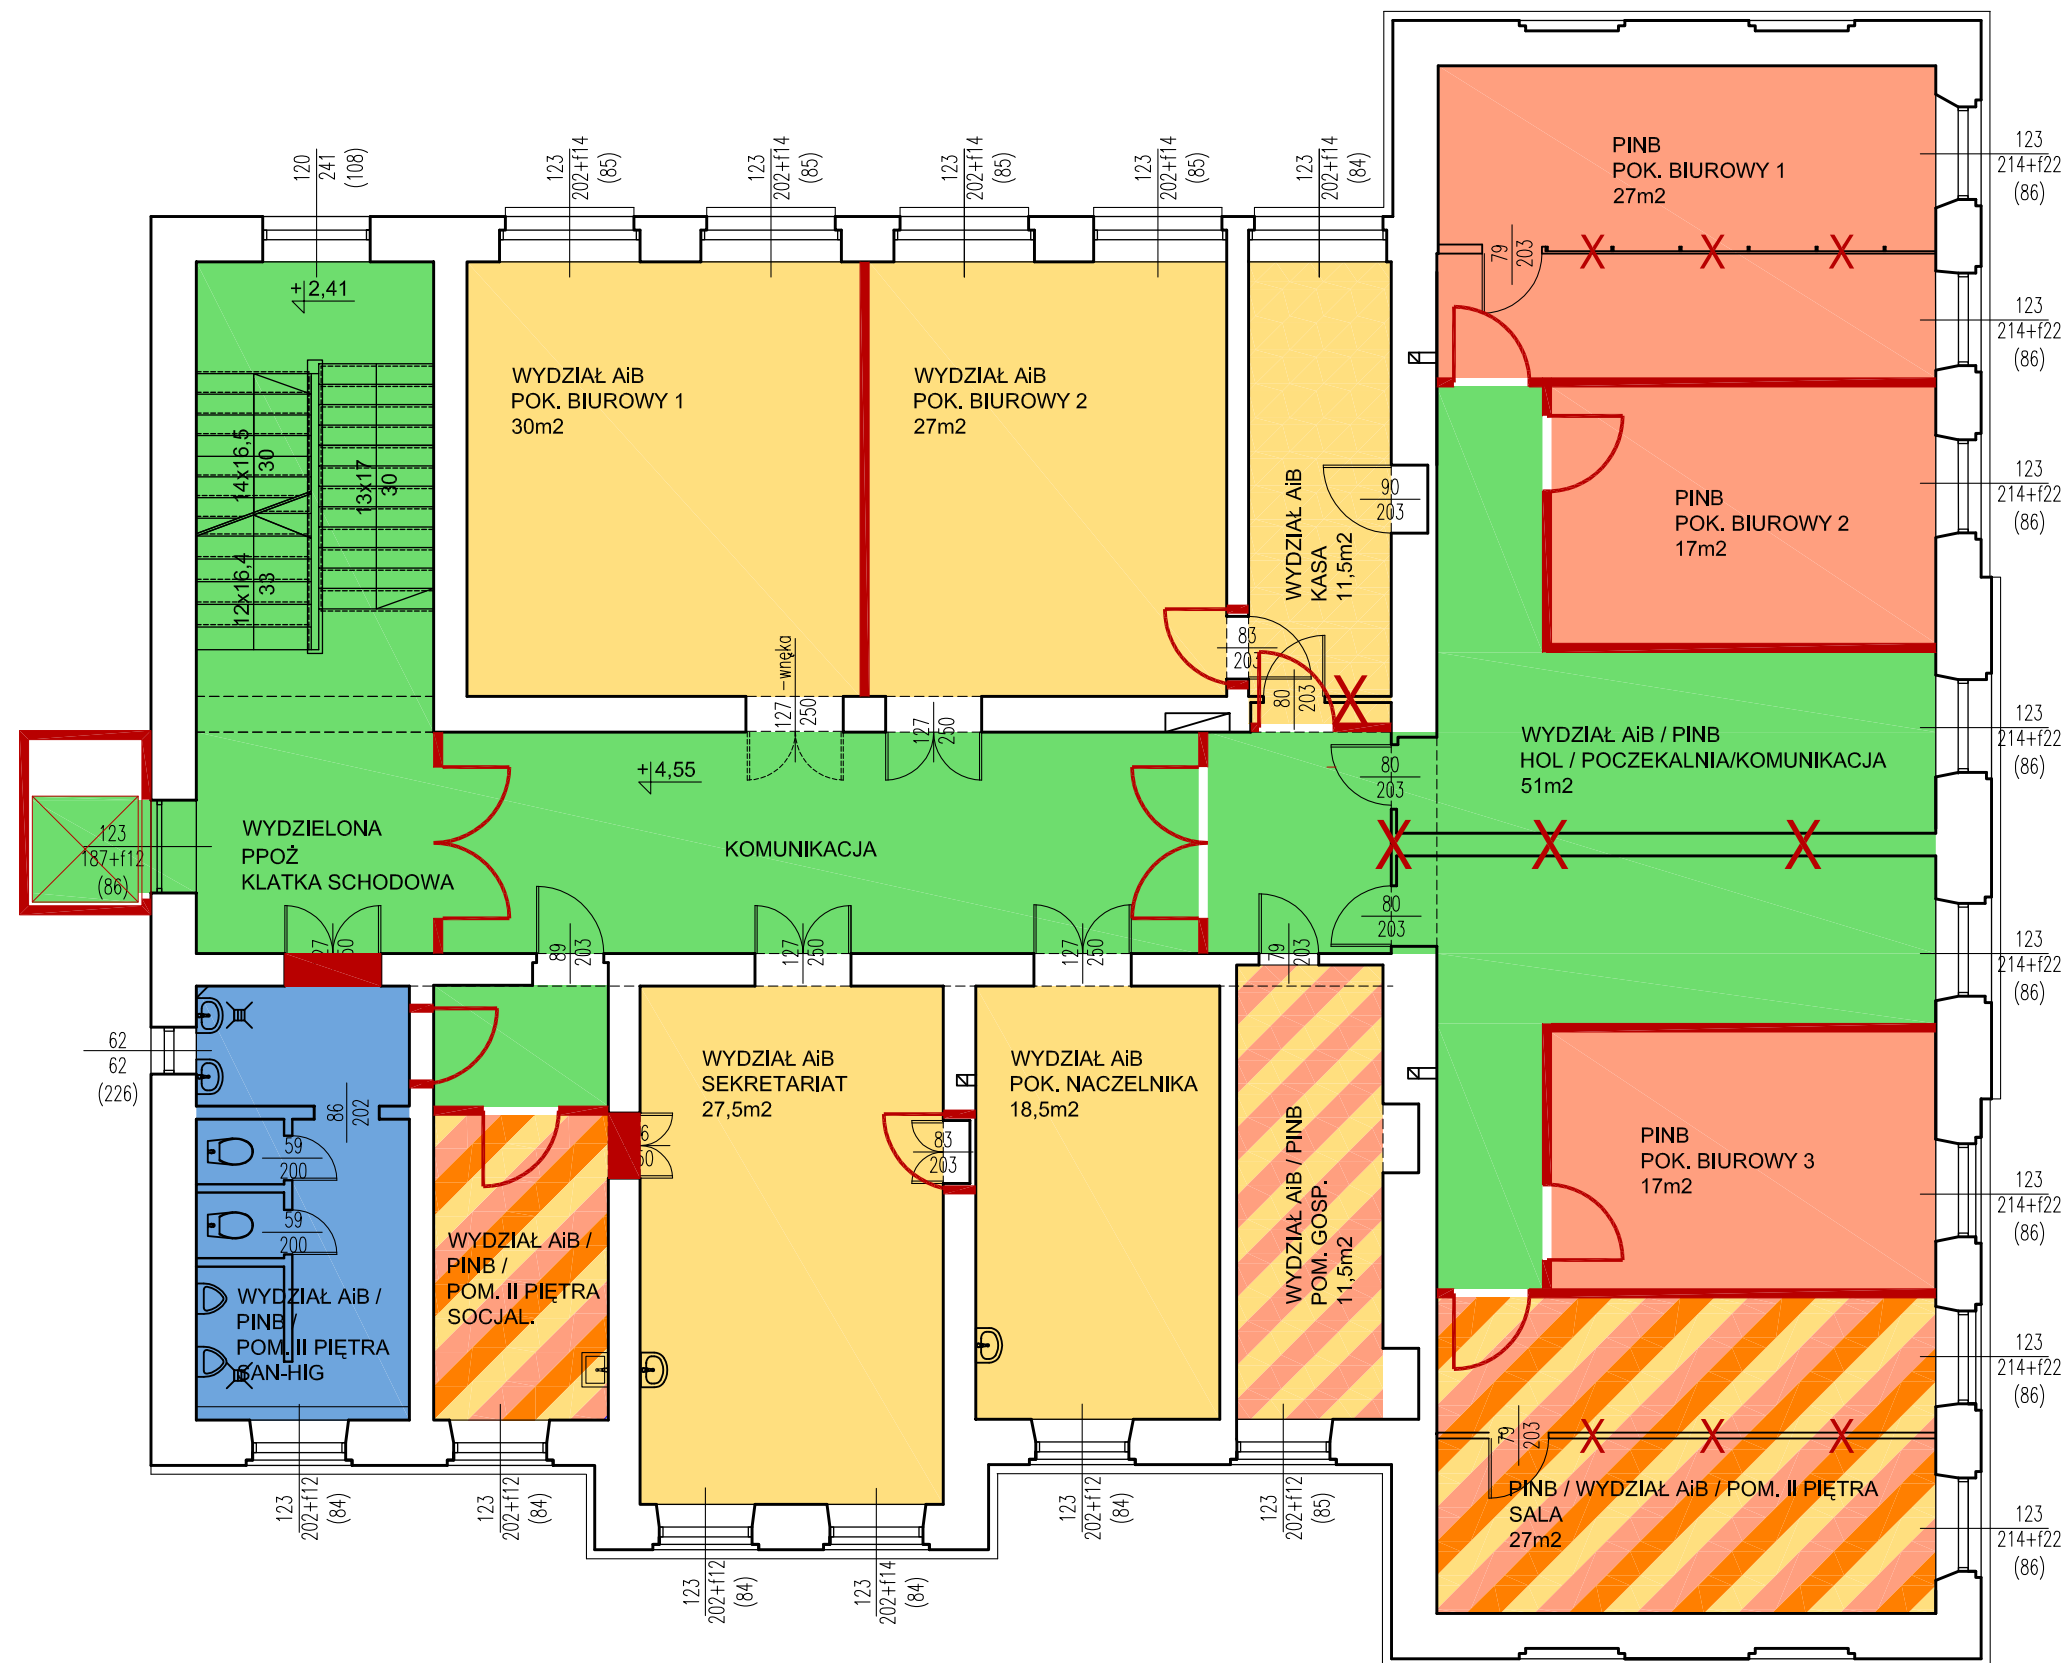 120
241
(108)
123
202+f14
(85)
123
202+f14
(85)
123
202+f14
(85)
123
202+f14
(85)
123
202+f14
(84)
PINB
POK. BIUROWY 1
27m2
123
214+f22
(86)
79
203
123
214+f22
(86)
+2,41
14x16,5
30
13x17
30
12x16,4
33
WYDZIAŁ AiB
POK. BIUROWY 1
30m2
WYDZIAŁ AiB
POK. BIUROWY 2
27m2
WYDZIAŁ AiB
KASA
11,5m2
90
203
83
203
80
203
PINB
POK. BIUROWY 2
17m2
123
214+f22
(86)
127 -wnęka
250
127
250
+4,55
WYDZIAŁ AiB / PINB
HOL / POCZEKALNIA/KOMUNIKACJA
51m2
123
214+f22
(86)
80
203
123
187+f12
(86)
WYDZIELONA
PPOŻ
KLATKA SCHODOWA
KOMUNIKACJA
80
203
89
203
127
250
127
250
79
203
123
214+f22
(86)
62
62
(226)
86
202
59
200
59
200
WYDZIAŁ AiB /
PINB /
POM. II PIĘTRA
SAN-HIG
WYDZIAŁ AiB /
PINB /
POM. II PIĘTRA
SOCJAL.
WYDZIAŁ AiB
SEKRETARIAT
27,5m2
83
203
WYDZIAŁ AiB
POK. NACZELNIKA
18,5m2
WYDZIAŁ AiB / PINB
POM. GOSP.
11,5m2
PINB
POK. BIUROWY 3
17m2
123
214+f22
(86)
123
214+f22
(86)
79
203
PINB / WYDZIAŁ AiB / POM. II PIĘTRA
SALA
27m2
123
214+f22
(86)
123
202+f12
(84)
123
202+f12
(84)
123
202+f12
(84)
123
202+f14
(84)
123
202+f12
(84)
123
202+f12
(85)